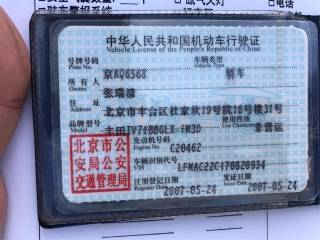 中华人民共和国机动车行驶证
Vehicle License of the People's Republic of China
号牌号码 京KQ6568 车辆类型 轿车
Plate No. Vehicle Type
所有人 张瑞清
Owner
住址 北京市丰台区杜家坎19号院16号楼31号
品牌型号 丰田TV7180GLX-IM3D 使用性质 非营运
Use Character
北京市公
安局公安
交通管理局
发动机号码 C20462
Engine No.
车辆识别代号 LFMAC22C170820934
VIN
注册登记日期 2007-05-24 发证日期 2007-05-24
Register Date Issue Date